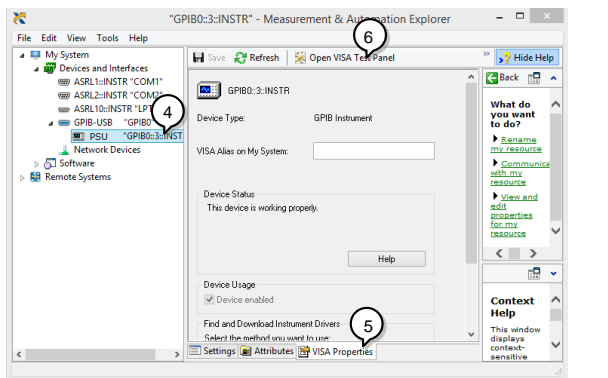 "GPIB0::3::INSTR" - Measurement & Automation Explorer
6
File Edit View Tools Help
My System
Devices and Interfaces
ASRL1::INSTR "COM1"
ASRL2::INSTR "COM2"
ASRL10::INSTR "LPT
GPIB-USB "GPIB0"
PSU "GPIB0::3::INST
Network Devices
Software
Remote Systems
4
Save Refresh Open VISA Test Panel
GPIB0::3::INSTR
Device Type: GPIB Instrument
VISA Alias on My System:
Device Status
This device is working properly.
Help
Device Usage
Device enabled
Find and Download Instrument Drivers
Select the method you want to use:
5
Settings Attributes VISA Properties
» Hide Help
Back
What do
you want
to do?
Rename
my resource
Communica
with my
resource
View and
edit
properties
for my
resource
Context
Help
This window
displays
context-
sensitive